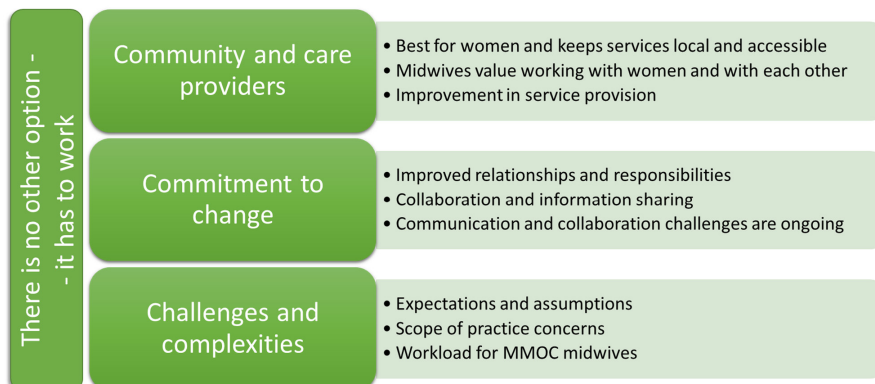 There is no other option -
- it has to work
Community and care
providers
• Best for women and keeps services local and accessible
• Midwives value working with women and with each other
• Improvement in service provision
Commitment to
change
• Improved relationships and responsibilities
• Collaboration and information sharing
• Communication and collaboration challenges are ongoing
Challenges and
complexities
• Expectations and assumptions
• Scope of practice concerns
• Workload for MMOC midwives